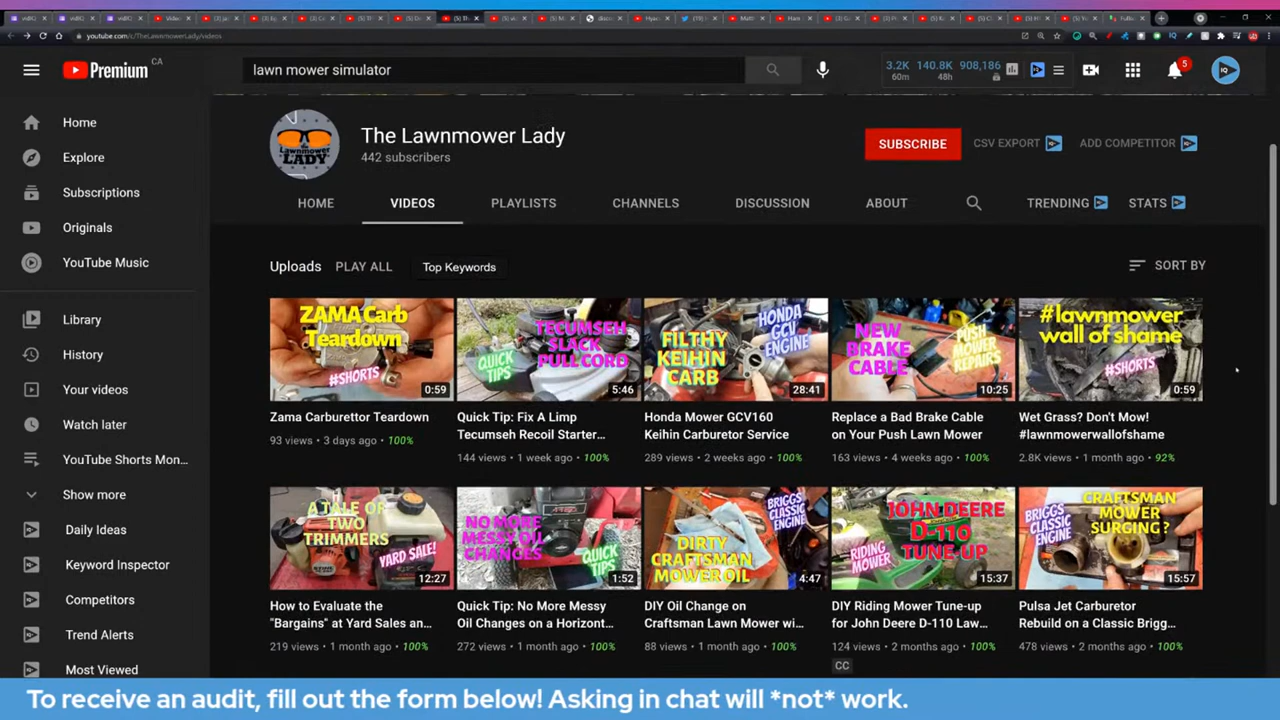 youtube.com/c/TheLawnmowerLady/videos
Premium CA
lawn mower simulator
3.2K 140.8K 908,186
60m 48h
5
IQ
Home
Explore
Subscriptions
Originals
YouTube Music
Library
History
Your videos
Watch later
YouTube Shorts Mon...
Show more
Daily Ideas
Keyword Inspector
Competitors
Trend Alerts
Most Viewed
Lawnmower
LADY
The Lawnmower Lady
442 subscribers
SUBSCRIBE
CSV EXPORT
ADD COMPETITOR
HOME
VIDEOS
PLAYLISTS
CHANNELS
DISCUSSION
ABOUT
TRENDING
STATS
Uploads
PLAY ALL
Top Keywords
SORT BY
ZAMA Carb
Teardown
#SHORTS
0:59
Zama Carburettor Teardown
93 views • 3 days ago • 100%
QUICK
TIPS
TECUMSEH
SLACK
PULL CORD
5:46
Quick Tip: Fix A Limp
Tecumseh Recoil Starter...
144 views • 1 week ago • 100%
FILTHY
KEIHIN
CARB
HONDA
GCV
ENGINE
28:41
Honda Mower GCV160
Keihin Carburetor Service
289 views • 2 weeks ago • 100%
NEW
BRAKE
CABLE
PUSH
MOWER
REPAIRS
10:25
Replace a Bad Brake Cable
on Your Push Lawn Mower
163 views • 4 weeks ago • 100%
#lawnmower
wall of shame
#SHORTS
0:59
Wet Grass? Don't Mow!
#lawnmowerwallofshame
2.8K views • 1 month ago • 92%
A TALE OF
TWO
TRIMMERS
YARD SALE!
12:27
How to Evaluate the
"Bargains" at Yard Sales an...
219 views • 1 month ago • 100%
NO MORE
MESSY OIL
CHANGES
QUICK
TIPS
1:52
Quick Tip: No More Messy
Oil Changes on a Horizont...
272 views • 1 month ago • 100%
BRIGGS
CLASSIC
ENGINE
DIRTY
CRAFTSMAN
MOWER OIL
4:47
DIY Oil Change on
Craftsman Lawn Mower wi...
88 views • 1 month ago • 100%
JOHN DEERE
D-110
TUNE-UP
RIDING
MOWER
15:37
DIY Riding Mower Tune-up
for John Deere D-110 Law...
124 views • 2 months ago • 100%
CC
CRAFTSMAN
MOWER
SURGING?
BRIGGS
CLASSIC
ENGINE
15:57
Pulsa Jet Carburetor
Rebuild on a Classic Brigg...
478 views • 2 months ago • 100%
To receive an audit, fill out the form below! Asking in chat will *not* work.